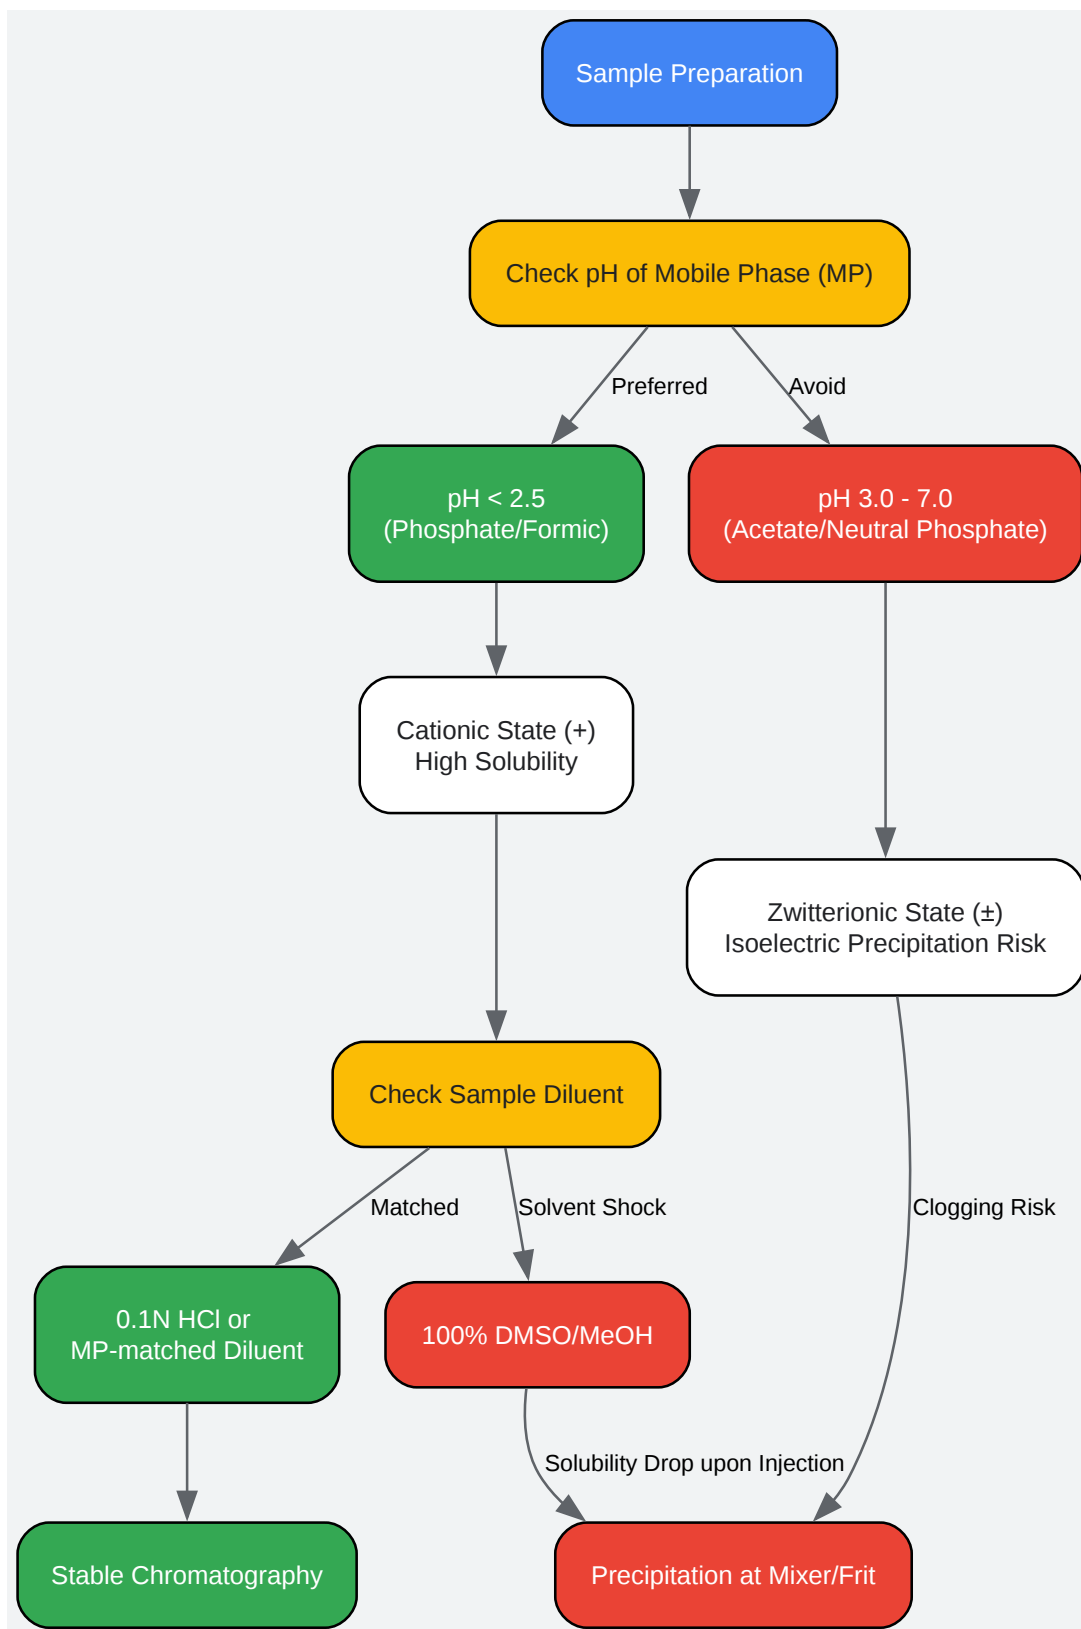 Sample Preparation
Check pH of Mobile Phase (MP)
Preferred
Avoid
pH < 2.5
(Phosphate/Formic)
pH 3.0 - 7.0
(Acetate/Neutral Phosphate)
Cationic State (+)
High Solubility
Zwitterionic State (±)
Isoelectric Precipitation Risk
Check Sample Diluent
Matched
Solvent Shock
Clogging Risk
0.1N HCl or
MP-matched Diluent
100% DMSO/MeOH
Solubility Drop upon Injection
Stable Chromatography
Precipitation at Mixer/Frit